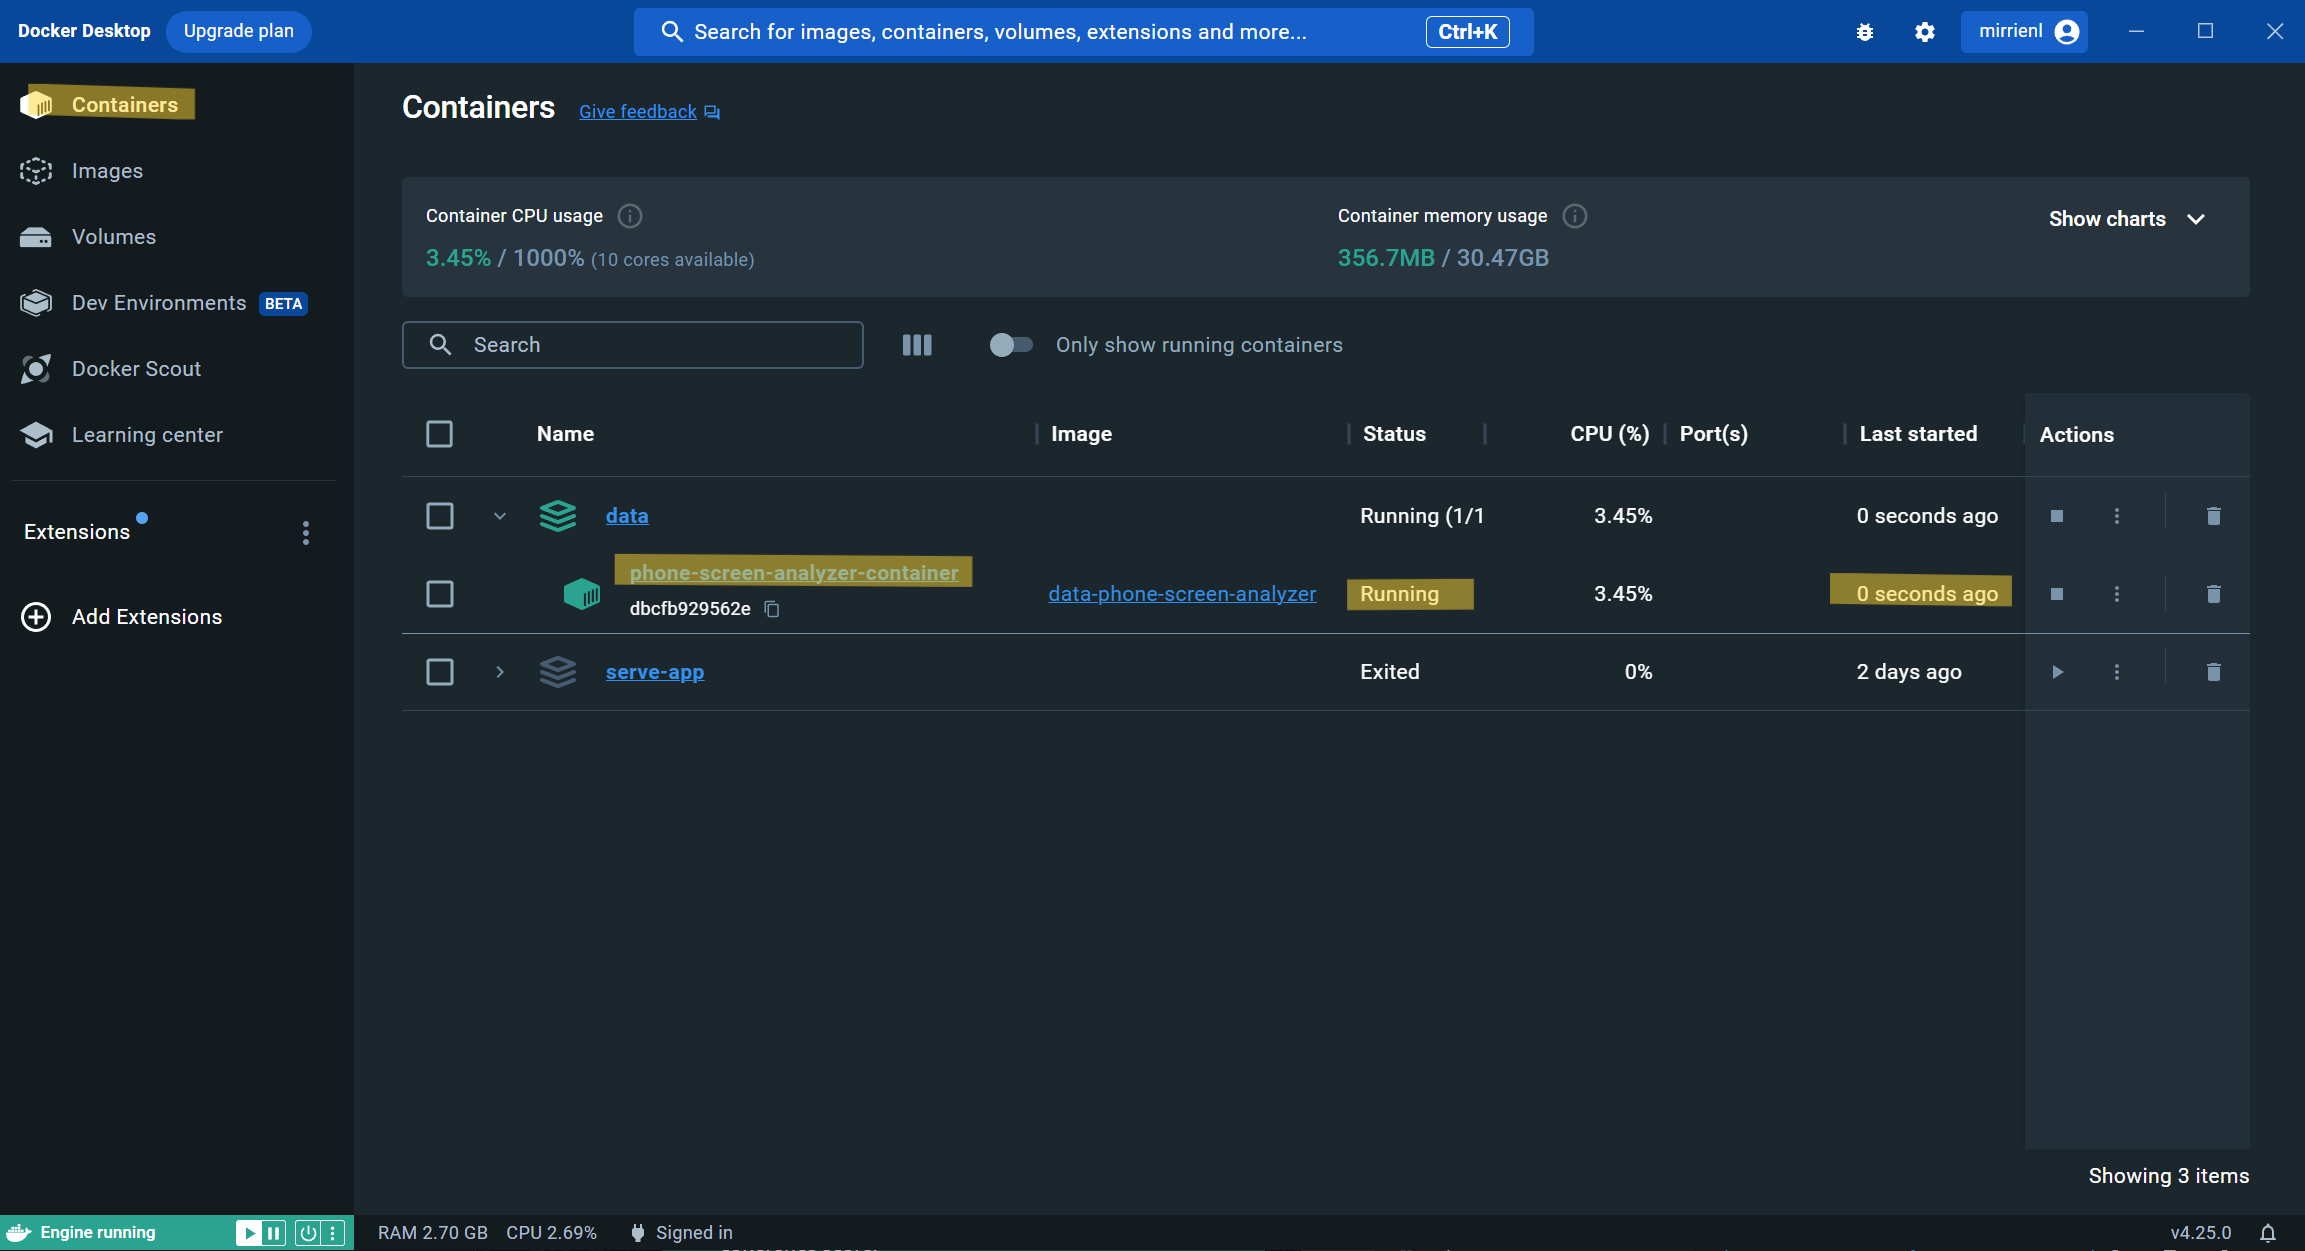 Docker Desktop
Upgrade plan
Search for images, containers, volumes, extensions and more...
Ctrl+K
mirrienl
Containers
Images
Volumes
Dev Environments BETA
Docker Scout
Learning center
Extensions
Add Extensions
Containers
Give feedback
Container CPU usage
3.45% / 1000% (10 cores available)
Container memory usage
356.7MB / 30.47GB
Show charts
Search
Only show running containers
Name Image Status CPU (%) Port(s) Last started Actions
data Running (1/1 3.45% 0 seconds ago
phone-screen-analyzer-container
dbcfb929562e
data-phone-screen-analyzer Running 3.45% 0 seconds ago
serve-app Exited 0% 2 days ago
Showing 3 items
Engine running
RAM 2.70 GB CPU 2.69% Signed in
v4.25.0